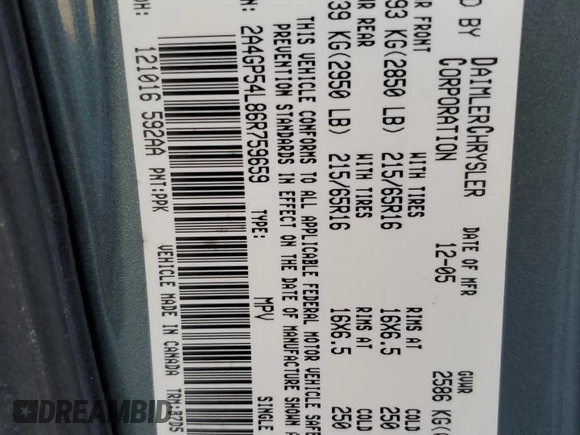 D BY DAIMLERCHRYSLER
CORPORATION
DATE OF MFR
12-05
GVWR
2586 KG(
FRONT
93 KG(2850 LB)
WITH TIRES
215/65R16
RIMS AT
16X6.5
COLD
250
REAR
39 KG(2950 LB)
WITH TIRES
215/65R16
RIMS AT
16X6.5
COLD
250
THIS VEHICLE CONFORMS TO ALL APPLICABLE FEDERAL MOTOR VEHICLE SAFE
PREVENTION STANDARDS IN EFFECT ON THE DATE OF MANUFACTURE SHOWN A
N: 2A4GP54L86R759659 TYPE: MPV SINGLE
DH: 121016 592AA PNT:PPK
VEHICLE MADE IN CANADA
DREAMBID